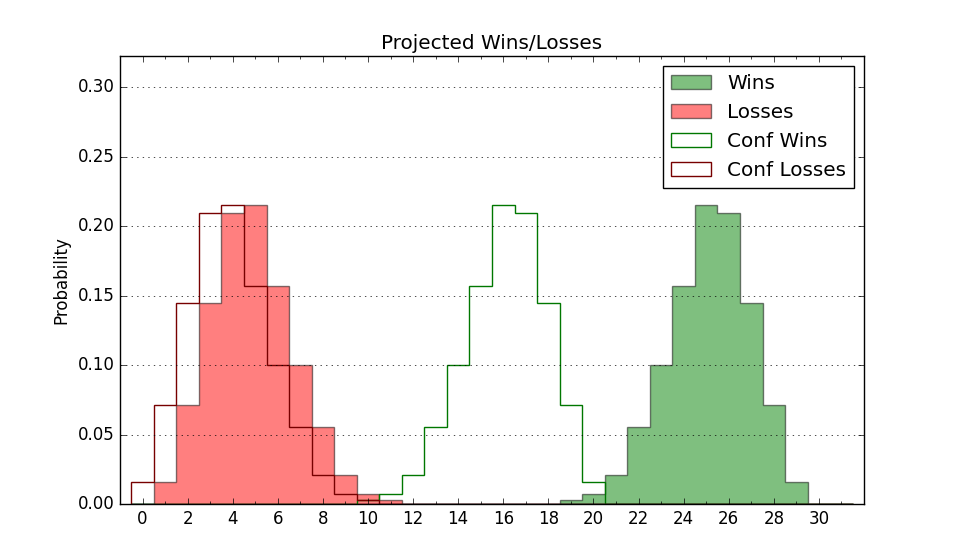 Projected Wins/Losses
Wins
Losses
Conf Wins
Conf Losses
Probability
0.30
0.25
0.20
0.15
0.10
0.05
0.00
0 2 4 6 8 10 12 14 16 18 20 22 24 26 28 30